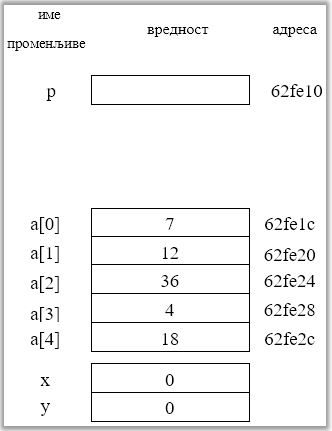 име
променљиве вредност адреса
p 62fe10
a[0] 7 62fe1c
a[1] 12 62fe20
a[2] 36 62fe24
a[3] 4 62fe28
a[4] 18 62fe2c
x 0
y 0